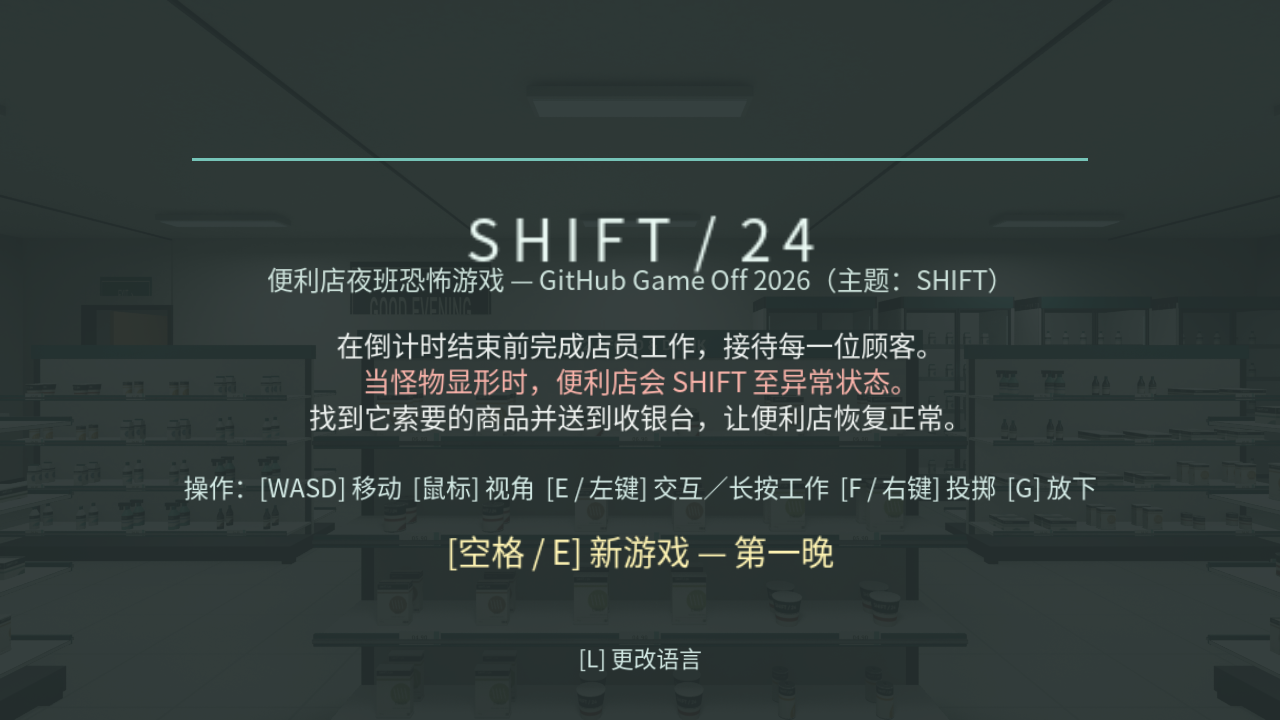 SHIFT / 24
便利店夜班恐怖游戏 — GitHub Game Off 2026（主题：SHIFT）
GOOD EVENING
在倒计时结束前完成店员工作，接待每一位顾客。
当怪物显形时，便利店会 SHIFT 至异常状态。
找到它索要的商品并送到收银台，让便利店恢复正常。
操作：[WASD] 移动 [鼠标] 视角 [E / 左键] 交互／长按工作 [F / 右键] 投掷 [G] 放下
[空格 / E] 新游戏 — 第一晚
[L] 更改语言